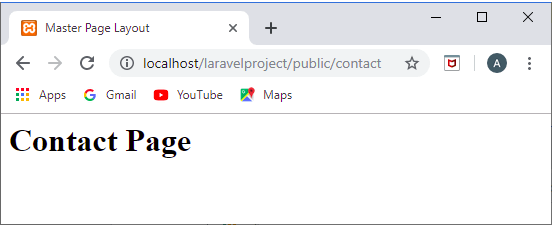 Master Page Layout
localhost/laravelproject/public/contact
A
Apps Gmail YouTube Maps
Contact Page